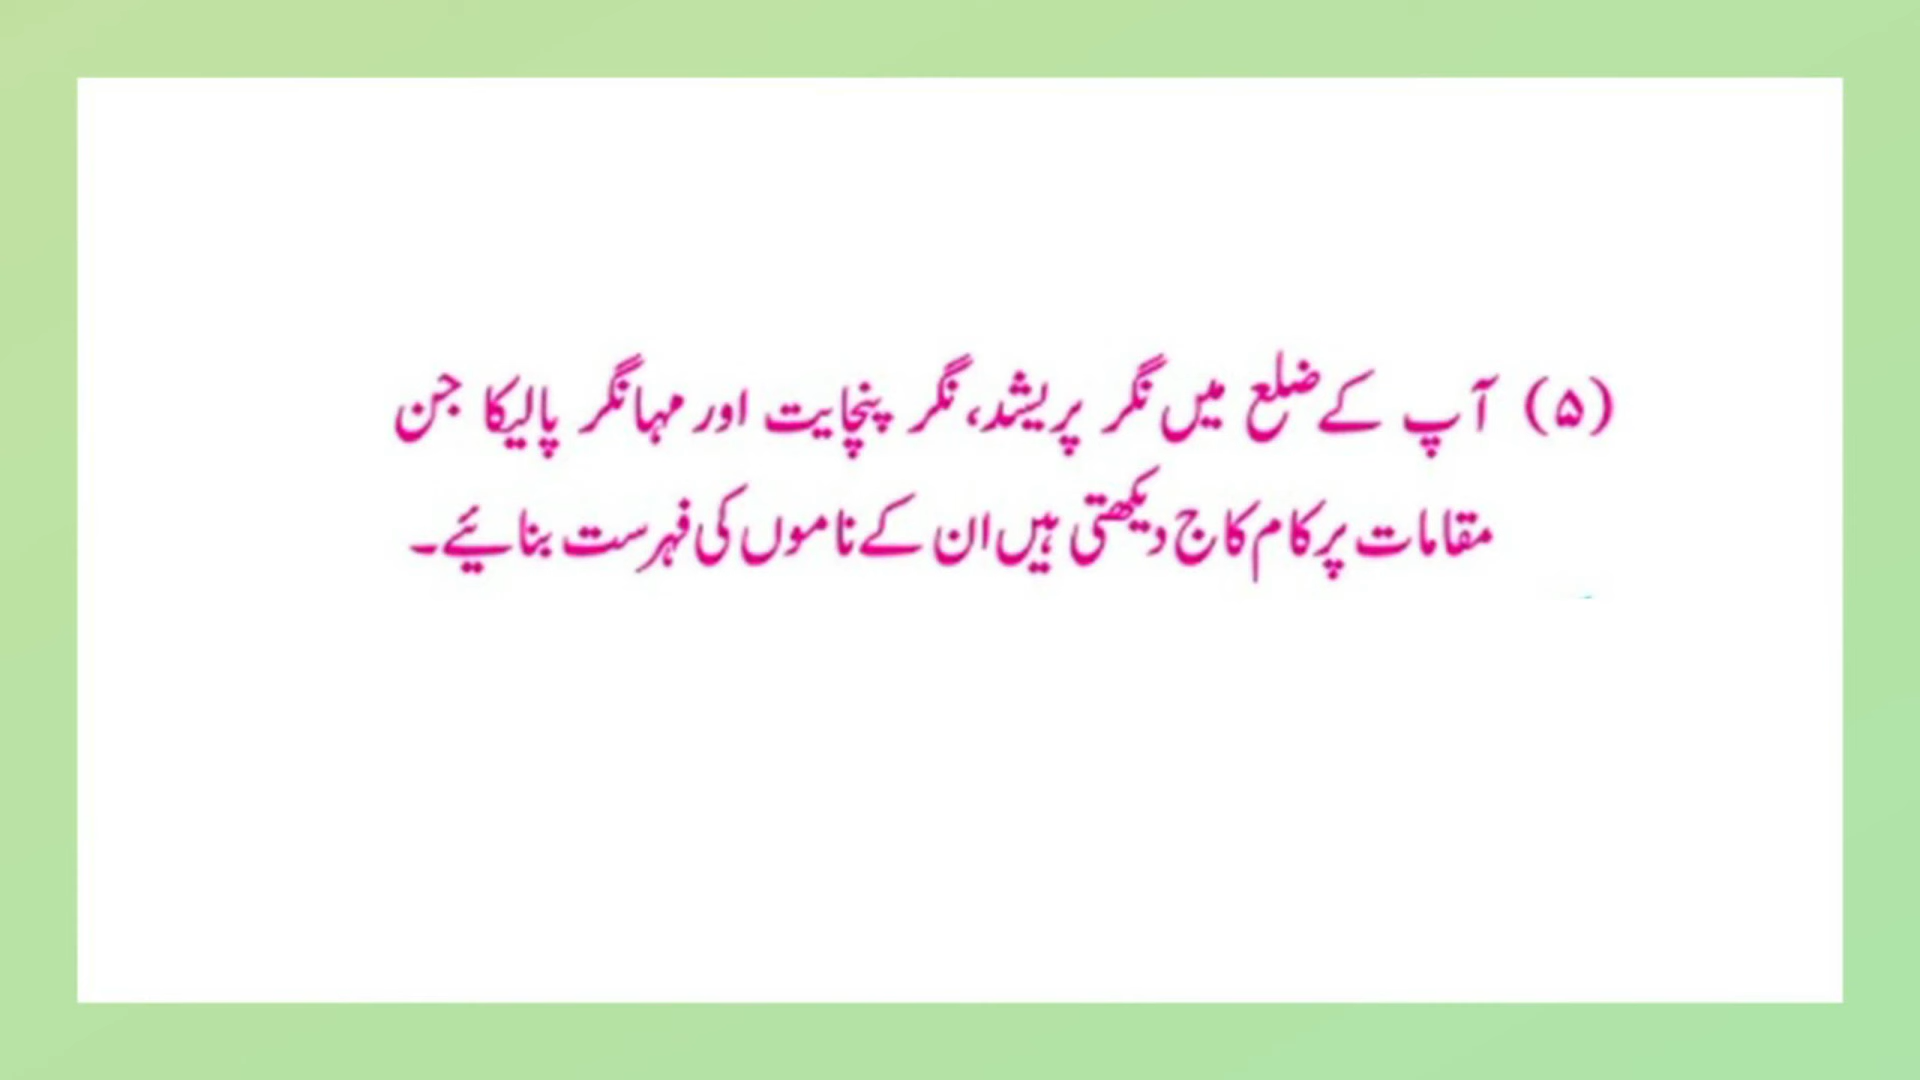 (۵) آپ کے ضلع میں نگر پریشد، نگر پنچایت اور مہانگر پالیکا جن
مقامات پر کام کاج دیکھتی ہیں ان کے ناموں کی فہرست بنائیے۔